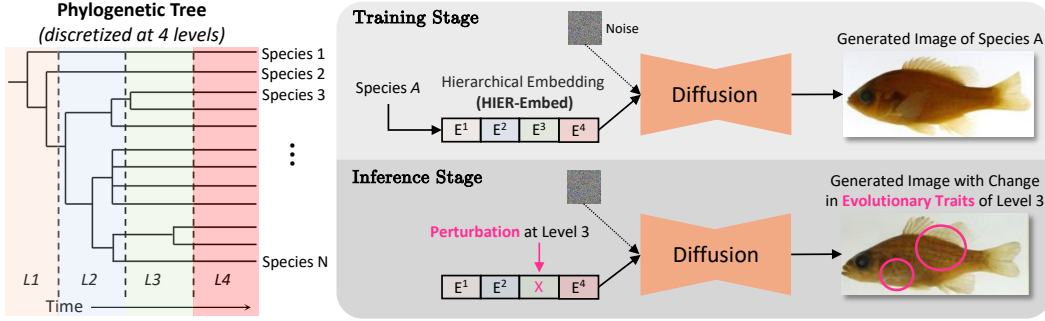 Phylogenetic Tree
(discretized at 4 levels)
Species 1
Species 2
Species 3
Species N
L1 L2 L3 L4
Time
Training Stage
Noise
Species A
Hierarchical Embedding
(HIER-Embed)
E¹ E² E³ E⁴
Diffusion
Generated Image of Species A
Inference Stage
Perturbation at Level 3
E¹ E² X E⁴
Diffusion
Generated Image with Change
in Evolutionary Traits of Level 3